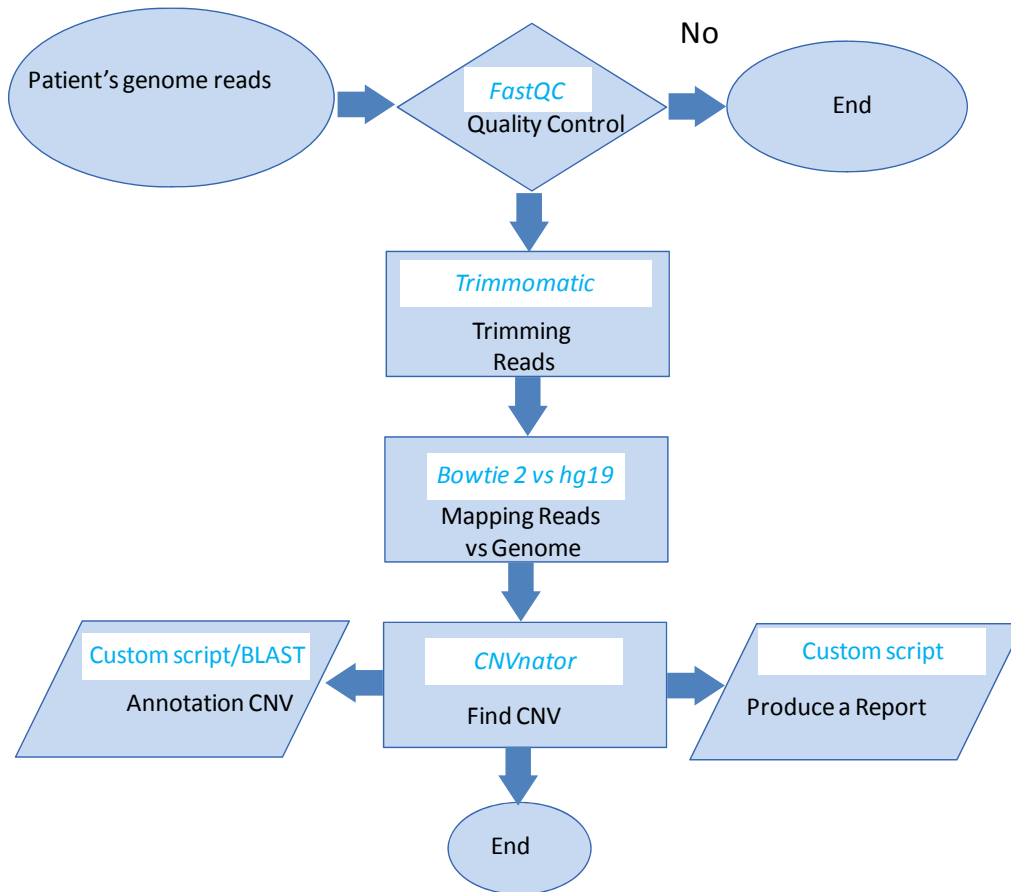 No
Patient's genome reads
FastQC
Quality Control
End
Trimmomatic
Trimming
Reads
Bowtie 2 vs hg19
Mapping Reads
vs Genome
Custom script/BLAST
Annotation CNV
CNVnator
Find CNV
Custom script
Produce a Report
End